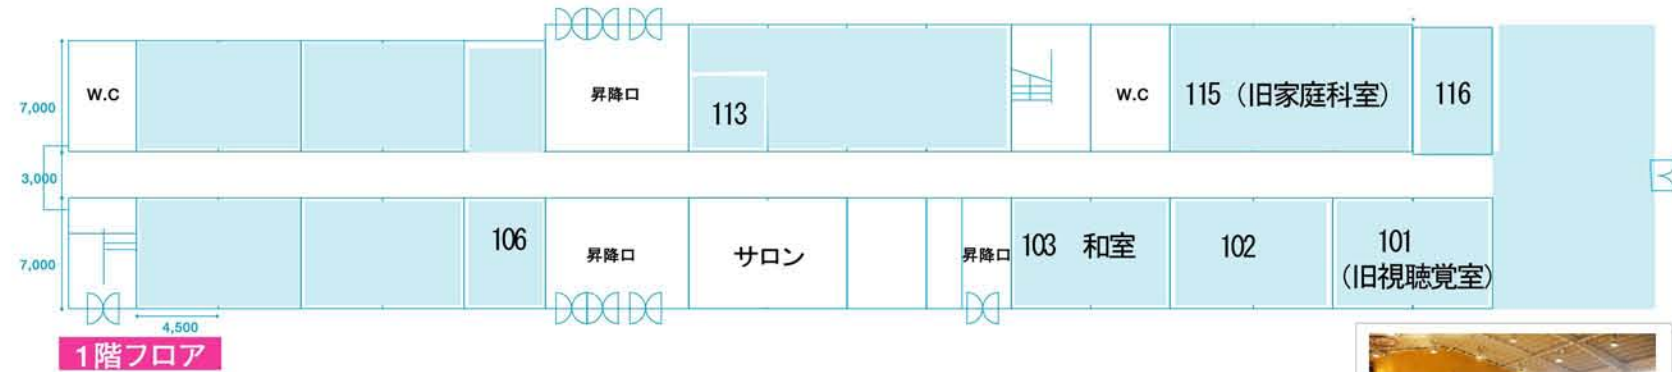 7,000
W.C
昇降口
113
W.C
115（旧家庭科室）
116
3,000
7,000
106
昇降口
サロン
昇降口
103 和室
102
101
（旧視聴覚室）
4,500
1階フロア